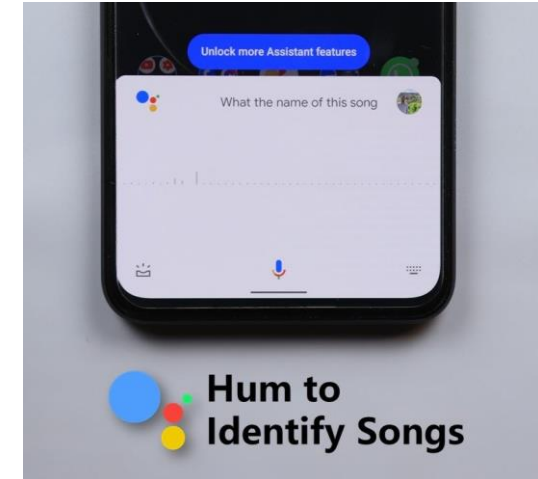 Unlock more Assistant features
What the name of this song
Hum to
Identify Songs